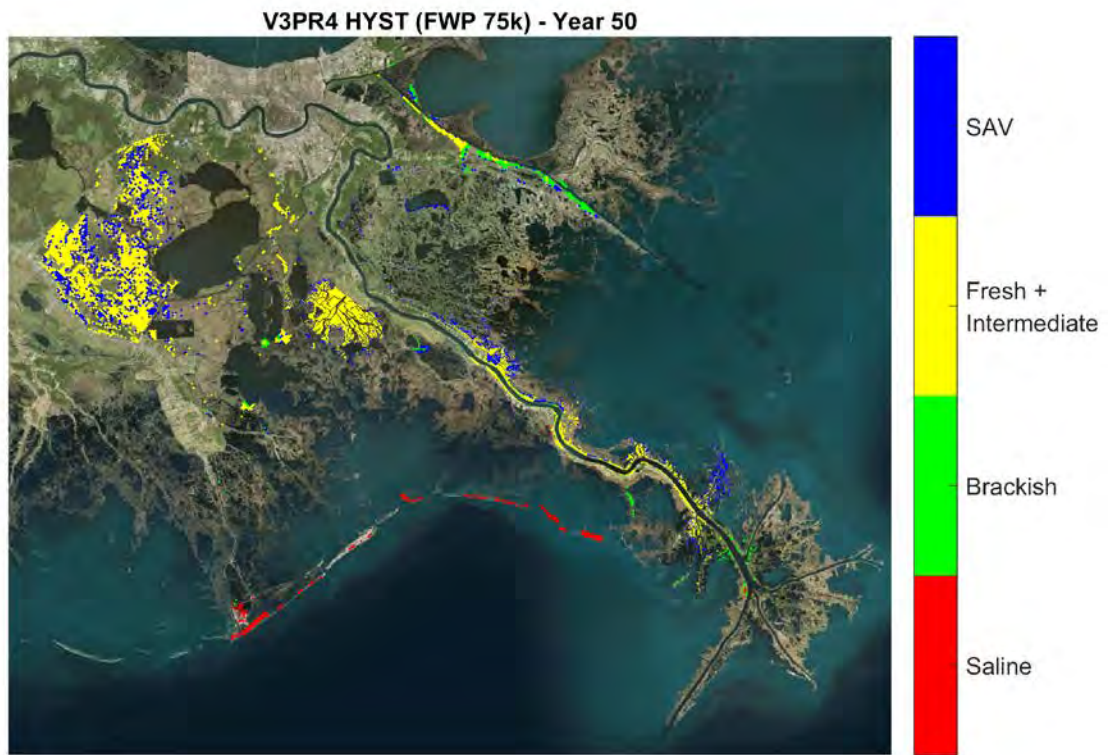 V3PR4 HYST (FWP 75k) - Year 50
SAV
Fresh +
Intermediate
Brackish
Saline